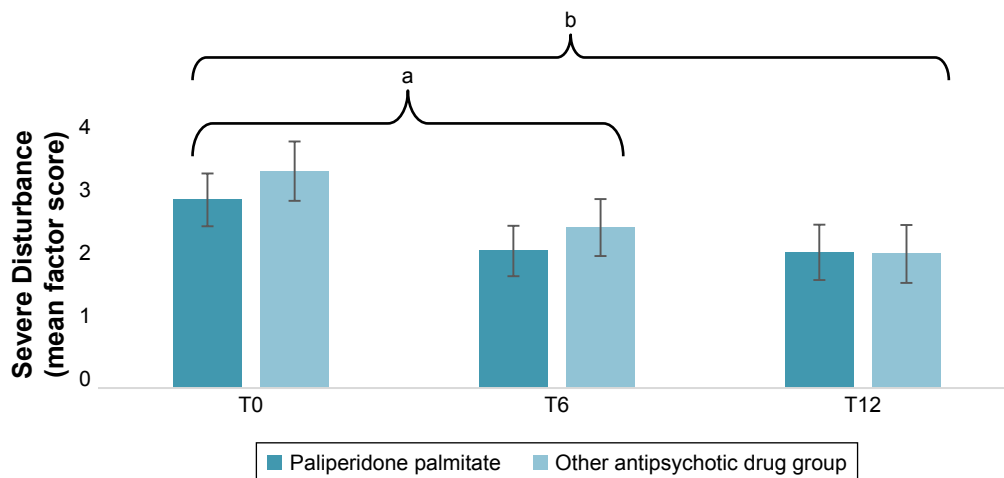 b
a
Severe Disturbance
(mean factor score)
4
3
2
1
0
T0 T6 T12
Paliperidone palmitate Other antipsychotic drug group